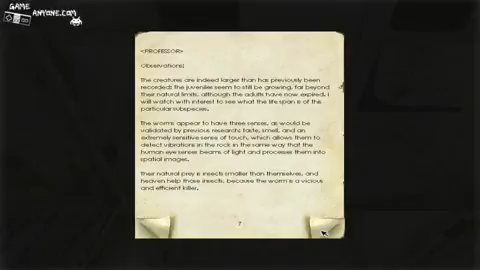 GAME
ANYONE.COM
<PROFESSOR>
Observations:
The creatures are indeed larger than has previously been
recorded; the juveniles seem to still be growing, far beyond
their natural limits, although the adults have now expired. I
will watch with interest to see what the life span is of this
particular subspecies.
The worms appear to have three senses, as would be
validated by previous research: taste, smell, and an
extremely sensitive sense of touch, which allows them to
detect vibrations in the rock in the same way that the
human eye senses beams of light and processes them into
spatial images.
Their natural prey is insects smaller than themselves, and
heaven help those insects, because the worm is a vicious
and efficient killer.
7